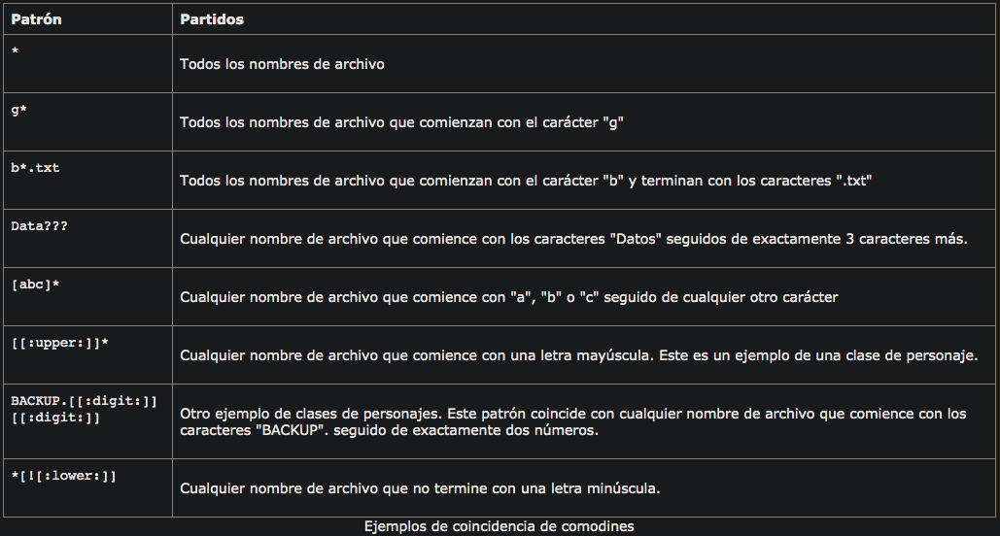 Patrón Partidos
* 
Todos los nombres de archivo
g*
Todos los nombres de archivo que comienzan con el carácter "g"
b*.txt
Todos los nombres de archivo que comienzan con el carácter "b" y terminan con los caracteres ".txt"
Data???
Cualquier nombre de archivo que comience con los caracteres "Datos" seguidos de exactamente 3 caracteres más.
[abc]*
Cualquier nombre de archivo que comience con "a", "b" o "c" seguido de cualquier otro carácter
[[:upper:]]*
Cualquier nombre de archivo que comience con una letra mayúscula. Este es un ejemplo de una clase de personaje.
BACKUP.[[:digit:]]
[[:digit:]]
Otro ejemplo de clases de personajes. Este patrón coincide con cualquier nombre de archivo que comience con los
caracteres "BACKUP". seguido de exactamente dos números.
*[![:lower:]]
Cualquier nombre de archivo que no termine con una letra minúscula.
Ejemplos de coincidencia de comodines